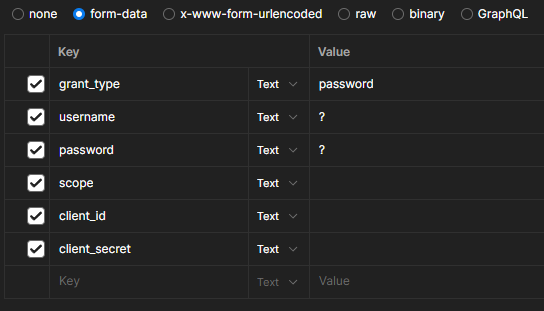 none form-data x-www-form-urlencoded raw binary GraphQL
Key Value
grant_type Text password
username Text ?
password Text ?
scope Text
client_id Text
client_secret Text
Key Text Value